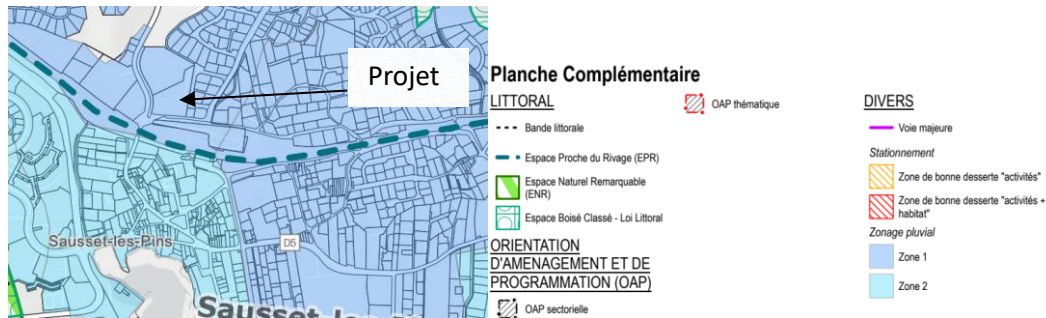 Projet
Sausset-les-Pins
D5
Planche Complémentaire
LITTORAL
Bande littorale
Espace Proche du Rivage (EPR)
Espace Naturel Remarquable
(ENR)
Espace Boisé Classé - Loi Littoral
ORIENTATION
D'AMENAGEMENT ET DE
PROGRAMMATION (OAP)
OAP sectorielle
OAP thématique
DIVERS
Voie majeure
Stationnement
Zone de bonne desserte "activités"
Zone de bonne desserte "activités +
habitat"
Zonage pluvial
Zone 1
Zone 2